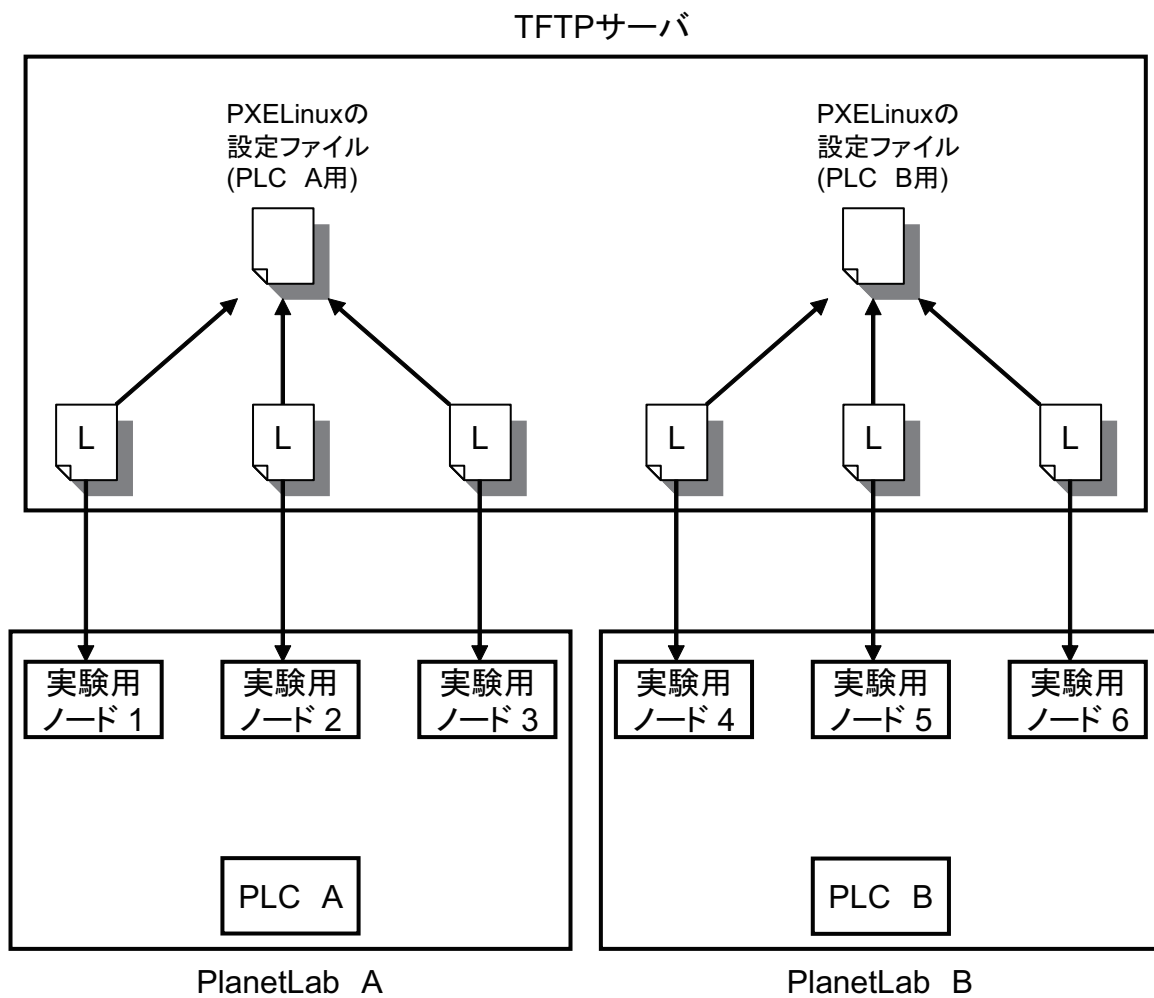 TFTPサーバ
PXELinuxの
設定ファイル
(PLC A用)
PXELinuxの
設定ファイル
(PLC B用)
L
L
L
L
L
L
実験用
ノード 1
実験用
ノード 2
実験用
ノード 3
実験用
ノード 4
実験用
ノード 5
実験用
ノード 6
PLC A
PLC B
PlanetLab A
PlanetLab B